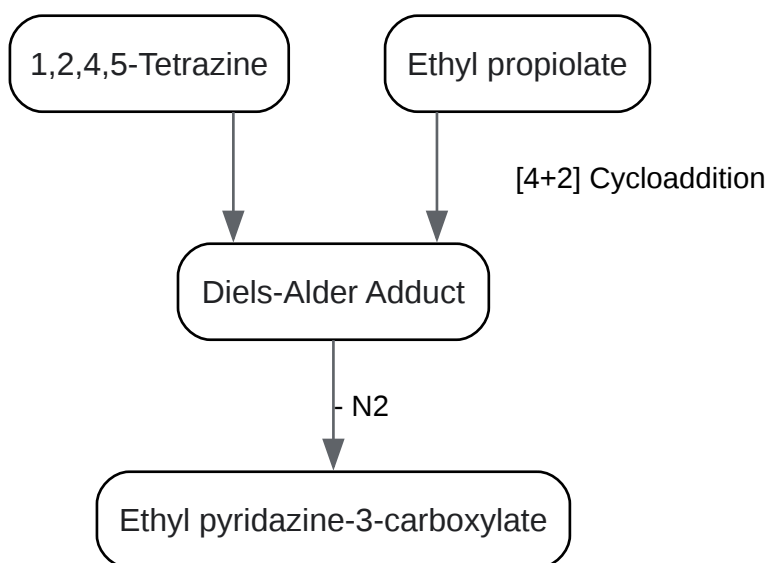 1,2,4,5-Tetrazine
Ethyl propiolate
[4+2] Cycloaddition
Diels-Alder Adduct
- N2
Ethyl pyridazine-3-carboxylate